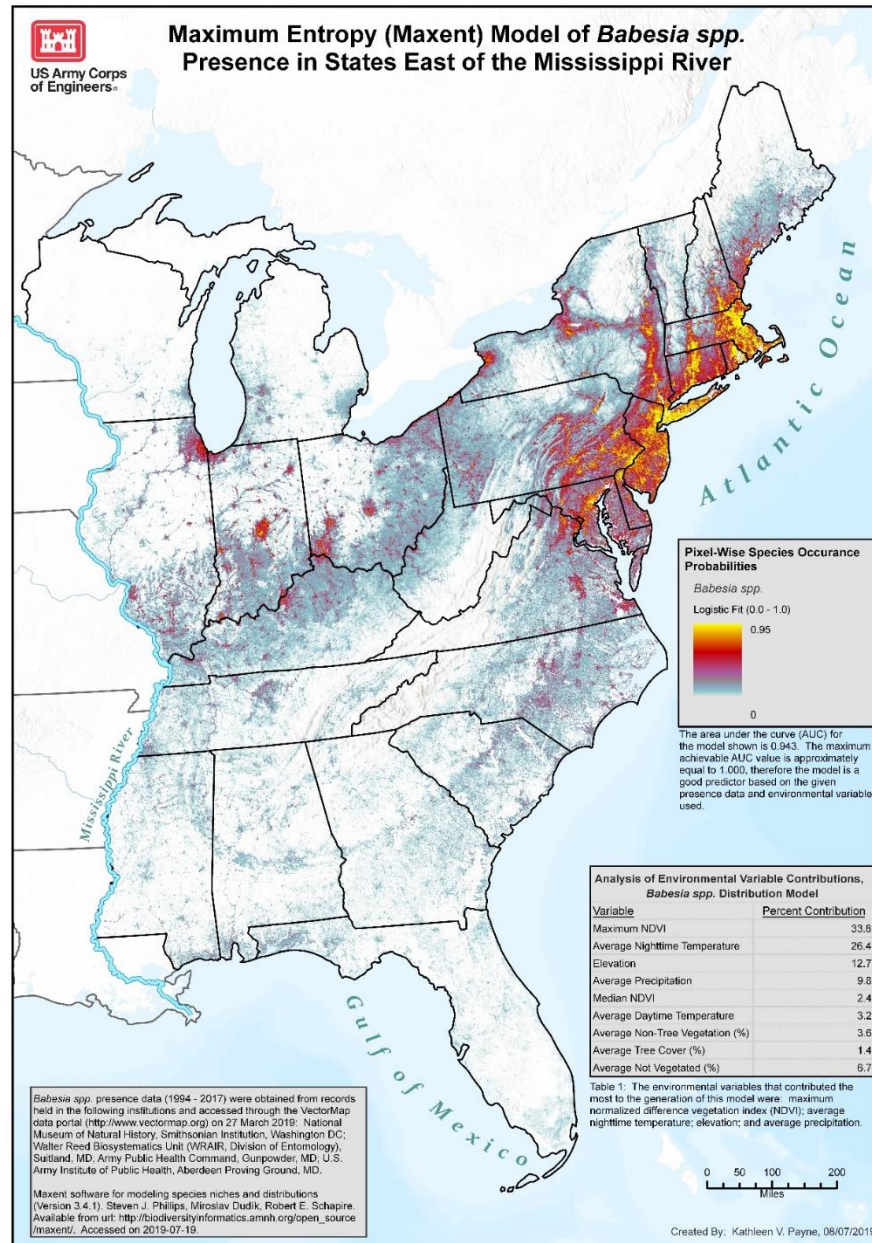 US Army Corps
of Engineers®
Maximum Entropy (Maxent) Model of Babesia spp.
Presence in States East of the Mississippi River
Atlantic Ocean
Mississippi River
Gulf of Mexico
Pixel-Wise Species Occurance
Probabilities
Babesia spp.
Logistic Fit (0.0 - 1.0)
0.95
0
The area under the curve (AUC) for
the model shown is 0.943. The maximum
achievable AUC value is approximately
equal to 1.000, therefore the model is a
good predictor based on the given
presence data and environmental variable
used.
Analysis of Environmental Variable Contributions,
Babesia spp. Distribution Model
Variable Percent Contribution
Maximum NDVI 33.8
Average Nighttime Temperature 26.4
Elevation 12.7
Average Precipitation 9.8
Median NDVI 2.4
Average Daytime Temperature 3.2
Average Non-Tree Vegetation (%) 3.6
Average Tree Cover (%) 1.4
Average Not Vegetated (%) 6.7
Table 1: The environmental variables that contributed the
most to the generation of this model were: maximum
normalized difference vegetation index (NDVI); average
nighttime temperature; elevation; and average precipitation.
0 50 100 200
Miles
Babesia spp. presence data (1994 - 2017) were obtained from records
held in the following institutions and accessed through the VectorMap
data portal (http://www.vectormap.org) on 27 March 2019: National
Museum of Natural History, Smithsonian Institution, Washington DC;
Walter Reed Biosystematics Unit (WRAIR, Division of Entomology),
Suitland, MD; Army Public Health Command, Gunpowder, MD; U.S.
Army Institute of Public Health, Aberdeen Proving Ground, MD.
Maxent software for modeling species niches and distributions
(Version 3.4.1). Steven J. Phillips, Miroslav Dudik, Robert E. Schapire.
Available from url: http://biodiversityinformatics.amnh.org/open_source
/maxent/. Accessed on 2019-07-19.
Created By: Kathleen V. Payne, 08/07/2019